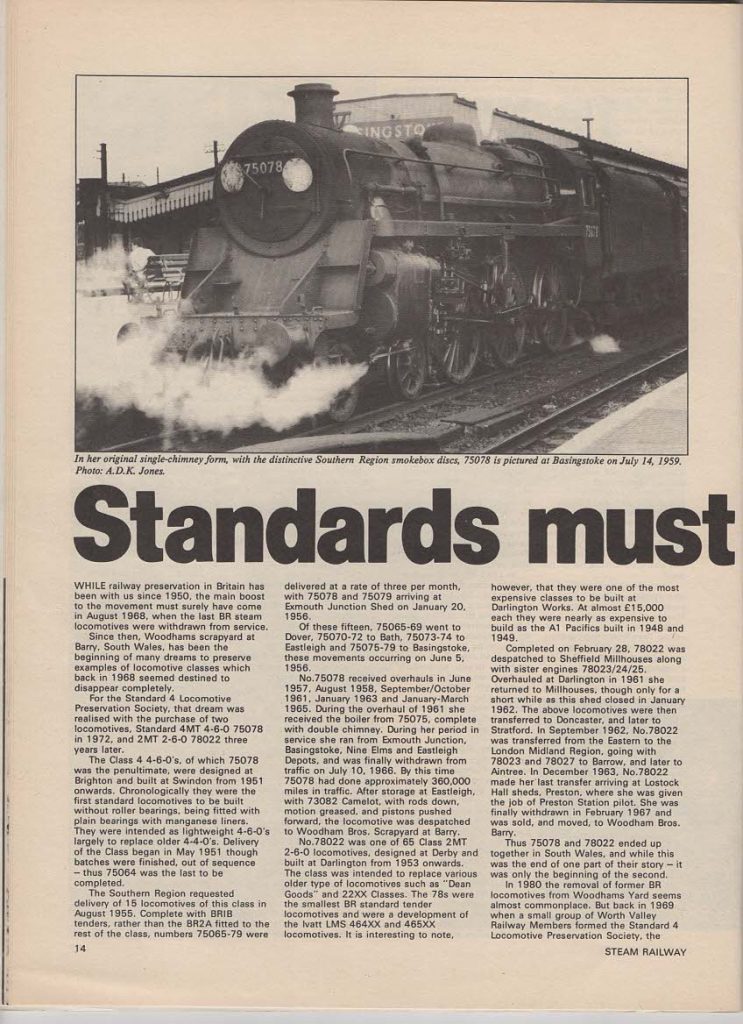 75078
SINGSTO
75078
In her original single-chimney form, with the distinctive Southern Region smokebox discs, 75078 is pictured at Basingstoke on July 14, 1959.
Photo: A.D.K. Jones.
Standards must
WHILE railway preservation in Britain has
been with us since 1950, the main boost
to the movement must surely have come
in August 1968, when the last BR steam
locomotives were withdrawn from service.
Since then, Woodhams scrapyard at
Barry, South Wales, has been the
beginning of many dreams to preserve
examples of locomotive classes which
back in 1968 seemed destined to
disappear completely.
For the Standard 4 Locomotive
Preservation Society, that dream was
realised with the purchase of two
locomotives, Standard 4MT 4-6-0 75078
in 1972, and 2MT 2-6-0 78022 three
years later.
The Class 4 4-6-0's, of which 75078
was the penultimate, were designed at
Brighton and built at Swindon from 1951
onwards. Chronologically they were the
first standard locomotives to be built
without roller bearings, being fitted with
plain bearings with manganese liners.
They were intended as lightweight 4-6-0's
largely to replace older 4-4-0's. Delivery
of the Class began in May 1951 though
batches were finished, out of sequence
— thus 75064 was the last to be
completed.
The Southern Region requested
delivery of 15 locomotives of this class in
August 1955. Complete with BRIB
tenders, rather than the BR2A fitted to the
rest of the class, numbers 75065-79 were
delivered at a rate of three per month,
with 75078 and 75079 arriving at
Exmouth Junction Shed on January 20,
1956.
Of these fifteen, 75065-69 went to
Dover, 75070-72 to Bath, 75073-74 to
Eastleigh and 75075-79 to Basingstoke,
these movements occurring on June 5,
1956.
No.75078 received overhauls in June
1957, August 1958, September/October
1961, January 1963 and January-March
1965. During the overhaul of 1961 she
received the boiler from 75075, complete
with double chimney. During her period in
service she ran from Exmouth Junction,
Basingstoke, Nine Elms and Eastleigh
Depots, and was finally withdrawn from
traffic on July 10, 1966. By this time
75078 had done approximately 360,000
miles in traffic. After storage at Eastleigh,
with 73082 Camelot, with rods down,
motion greased, and pistons pushed
forward, the locomotive was despatched
to Woodham Bros. Scrapyard at Barry.
No.78022 was one of 65 Class 2MT
2-6-0 locomotives, designed at Derby and
built at Darlington from 1953 onwards.
The class was intended to replace various
older type of locomotives such as "Dean
Goods" and 22XX Classes. The 78s were
the smallest BR standard tender
locomotives and were a development of
the Ivatt LMS 464XX and 465XX
locomotives. It is interesting to note,
however, that they were one of the most
expensive classes to be built at
Darlington Works. At almost £15,000
each they were nearly as expensive to
build as the A1 Pacifics built in 1948 and
1949.
Completed on February 28, 78022 was
despatched to Sheffield Millhouses along
with sister engines 78023/24/25.
Overhauled at Darlington in 1961 she
returned to Millhouses, though only for a
short while as this shed closed in January
1962. The above locomotives were then
transferred to Doncaster, and later to
Stratford. In September 1962, No.78022
was transferred from the Eastern to the
London Midland Region, going with
78023 and 78027 to Barrow, and later to
Aintree. In December 1963, No.78022
made her last transfer arriving at Lostock
Hall sheds, Preston, where she was given
the job of Preston Station pilot. She was
finally withdrawn in February 1967 and
was sold, and moved, to Woodham Bros.
Barry.
Thus 75078 and 78022 ended up
together in South Wales, and while this
was the end of one part of their story — it
was only the beginning of the second.
In 1980 the removal of former BR
locomotives from Woodhams Yard seems
almost commonplace. But back in 1969
when a small group of Worth Valley
Railway Members formed the Standard 4
Locomotive Preservation Society, the
14
STEAM RAILWAY